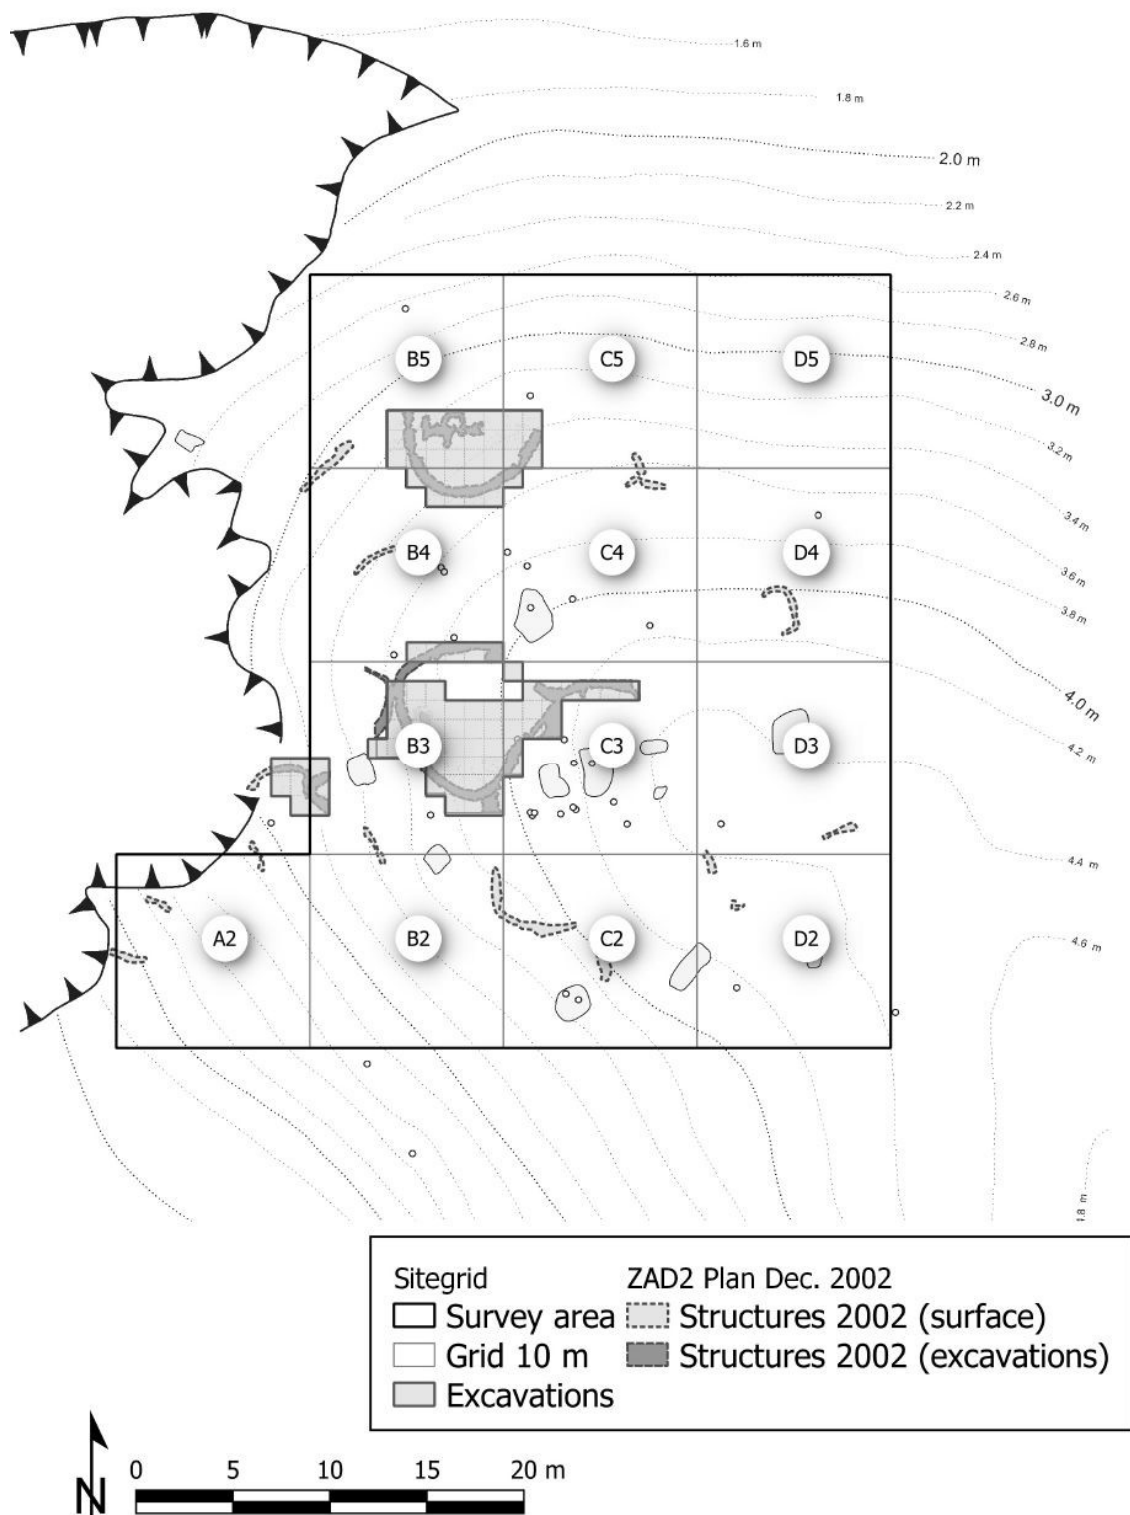 1.6 m
1.8 m
2.0 m
2.2 m
2.4 m
2.6 m
2.8 m
3.0 m
B5 C5 D5
3.2 m
3.4 m
B4 C4 D4
3.6 m
3.8 m
4.0 m
4.2 m
B3 C3 D3
4.4 m
A2 B2 C2 D2
4.6 m
4.8 m
Sitegrid ZAD2 Plan Dec. 2002
Survey area Structures 2002 (surface)
Grid 10 m Structures 2002 (excavations)
Excavations
N
0 5 10 15 20 m